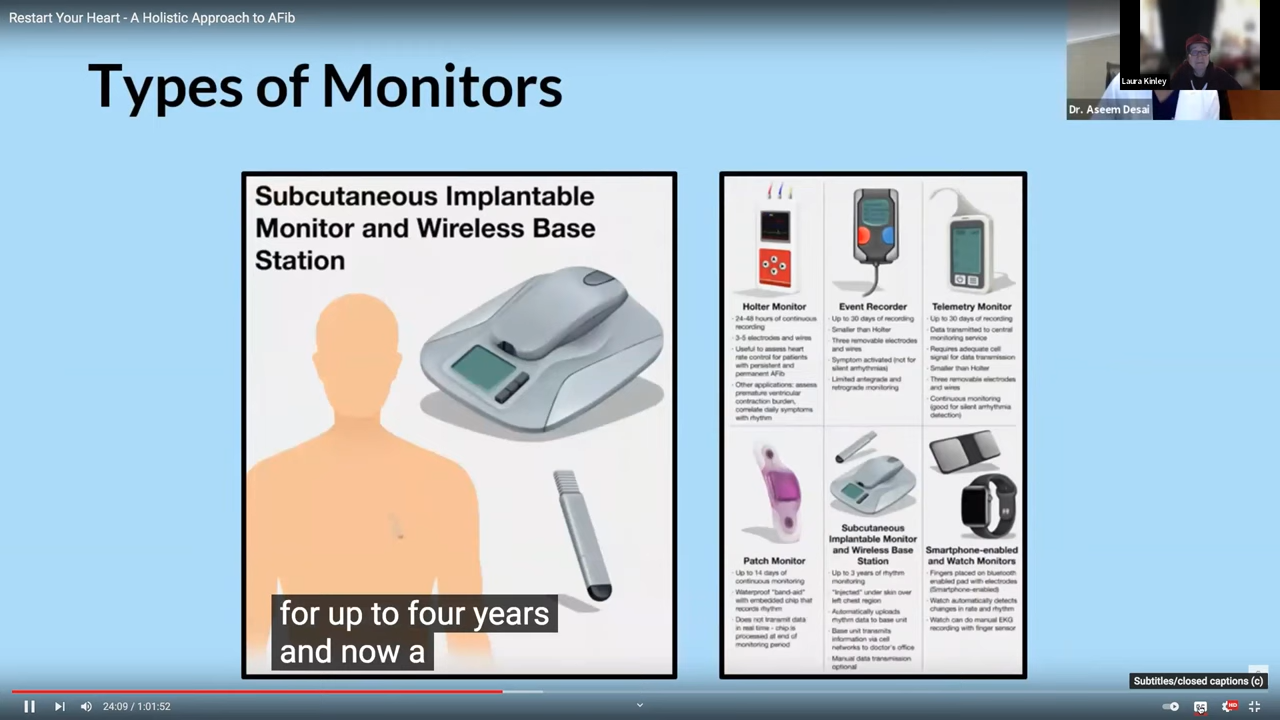 Restart Your Heart - A Holistic Approach to AFib
Laura Kinley
Dr. Aseem Desai
Types of Monitors
Subcutaneous Implantable
Monitor and Wireless Base
Station
Holter Monitor
· 24-48 hours of continuous
recording
· 3-5 electrodes and wires
· Useful to assess heart
rate control for patients
with persistent and
permanent AFib
· Other applications: assess
premature ventricular
contraction burden,
correlate daily symptoms
with rhythm
Event Recorder
· Up to 30 days of recording
· Smaller than Holter
· Three removable electrodes
and wires
· Symptom activated (not for
silent arrhythmias)
· Limited antegrade and
retrograde monitoring
Telemetry Monitor
· Up to 30 days of recording
· Data transmitted to central
monitoring service
· Requires adequate cell
signal for data transmission
· Smaller than Holter
· Three removable electrodes
and wires
· Continuous monitoring
(good for silent arrhythmia
detection)
Patch Monitor
· Up to 14 days of
continuous monitoring
· Waterproof "band-aid"
with embedded chip that
records rhythm
· Does not transmit data
in real time - chip is
processed at end of
monitoring period
Subcutaneous
Implantable Monitor
and Wireless Base
Station
· Up to 3 years of rhythm
monitoring
· "Injected" under skin over
left chest region
· Automatically uploads
rhythm data to base unit
· Base unit transmits
information via cell
networks to doctor's office
· Manual data transmission
optional
Smartphone-enabled
and Watch Monitors
· Fingers placed on bluetooth
enabled pad with electrodes
(Smartphone-enabled)
· Watch automatically detects
changes in rate and rhythm
· Watch can do manual EKG
recording with finger sensor
for up to four years
and now a
Subtitles/closed captions (c)
24:09 / 1:01:52
HD